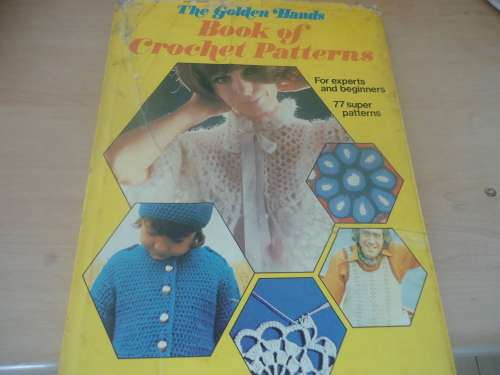 The Golden Hands
Book of
Crochet Patterns
For experts
and beginners
77 super
patterns